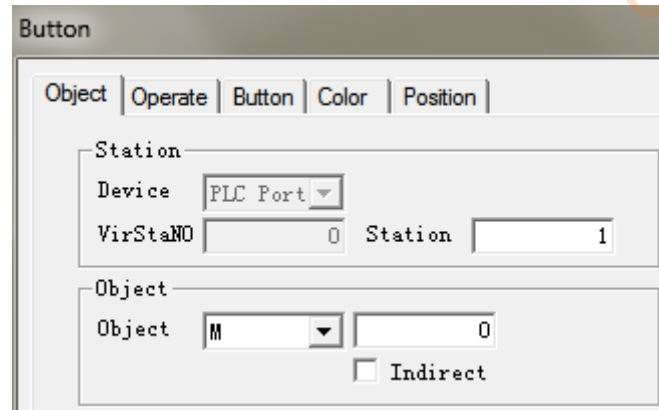 Button
Object Operate Button Color Position
Station
Device PLC Port
VirStaNO 0 Station 1
Object
Object M 0
Indirect